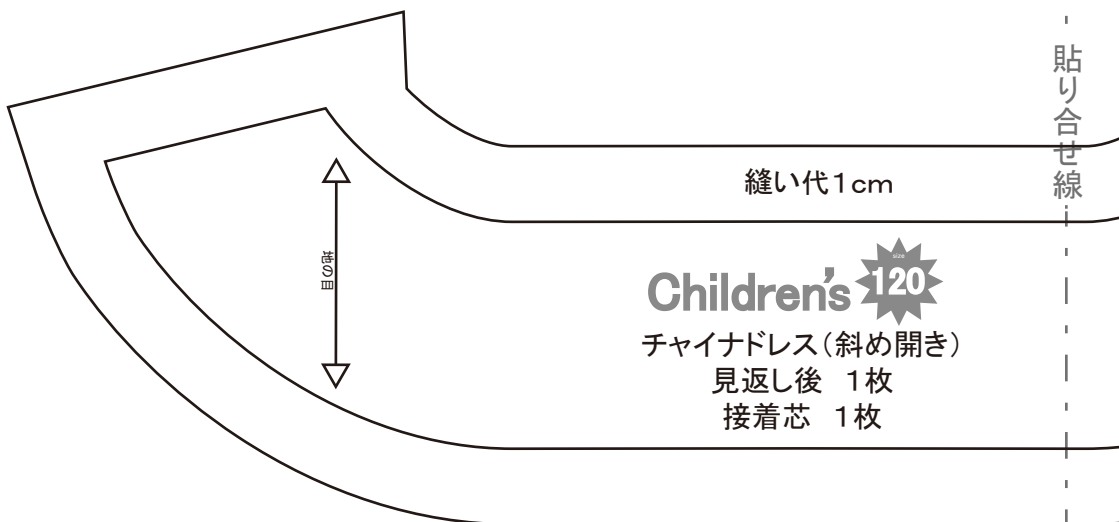 貼り合せ線
縫い代1cm
地の目
size
Children's 120
チャイナドレス（斜め開き）
見返し後　1枚
接着芯　1枚